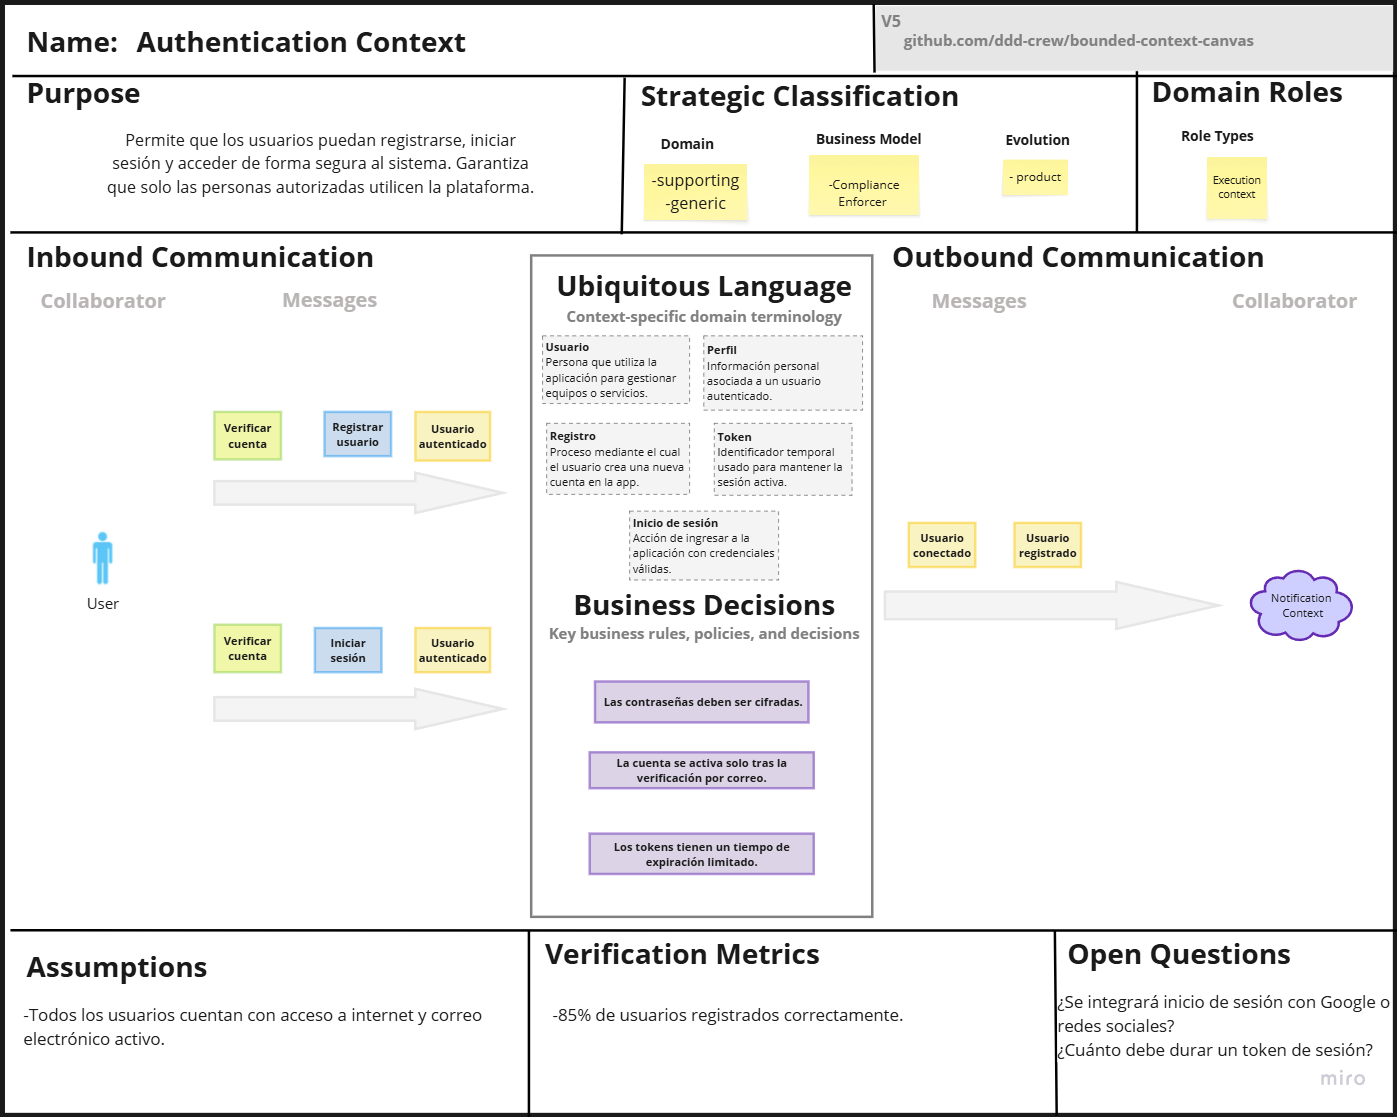 Name: Authentication Context
V5
github.com/ddd-crew/bounded-context-canvas
Purpose
Permite que los usuarios puedan registrarse, iniciar
sesión y acceder de forma segura al sistema. Garantiza
que solo las personas autorizadas utilicen la plataforma.
Strategic Classification
Domain
-supporting
-generic
Business Model
-Compliance
Enforcer
Evolution
- product
Domain Roles
Role Types
Execution
context
Inbound Communication
Collaborator
Messages
Verificar
cuenta
Registrar
usuario
Usuario
autenticado
User
Verificar
cuenta
Iniciar
sesión
Usuario
autenticado
Ubiquitous Language
Context-specific domain terminology
Usuario
Persona que utiliza la
aplicación para gestionar
equipos o servicios.
Perfil
Información personal
asociada a un usuario
autenticado.
Registro
Proceso mediante el cual
el usuario crea una nueva
cuenta en la app.
Token
Identificador temporal
usado para mantener la
sesión activa.
Inicio de sesión
Acción de ingresar a la
aplicación con credenciales
válidas.
Business Decisions
Key business rules, policies, and decisions
Las contraseñas deben ser cifradas.
La cuenta se activa solo tras la
verificación por correo.
Los tokens tienen un tiempo de
expiración limitado.
Outbound Communication
Messages
Collaborator
Usuario
conectado
Usuario
registrado
Notification
Context
Assumptions
-Todos los usuarios cuentan con acceso a internet y correo
electrónico activo.
Verification Metrics
-85% de usuarios registrados correctamente.
Open Questions
¿Se integrará inicio de sesión con Google o
redes sociales?
¿Cuánto debe durar un token de sesión?
miro